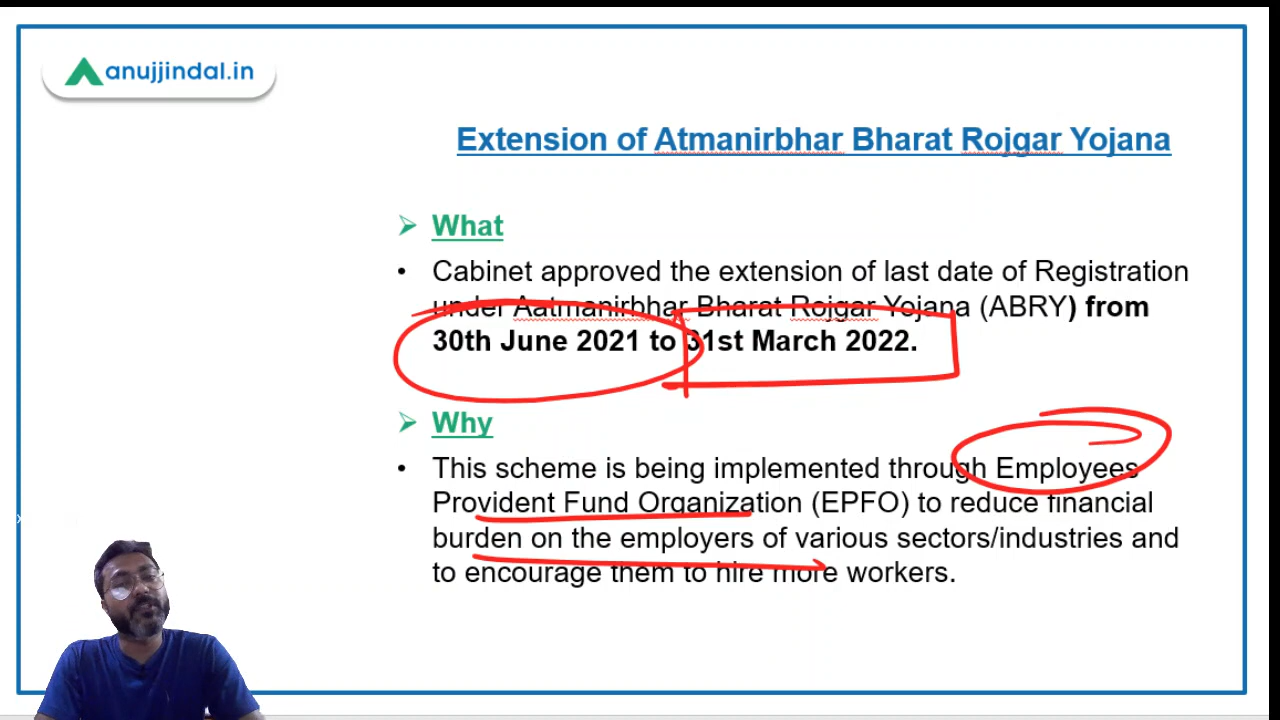 anujjindal.in
Extension of Atmanirbhar Bharat Rojgar Yojana
➢ What
• Cabinet approved the extension of last date of Registration
under Aatmanirbhar Bharat Rojgar Yojana (ABRY) from
30th June 2021 to 31st March 2022.
➢ Why
• This scheme is being implemented through Employees
Provident Fund Organization (EPFO) to reduce financial
burden on the employers of various sectors/industries and
to encourage them to hire more workers.